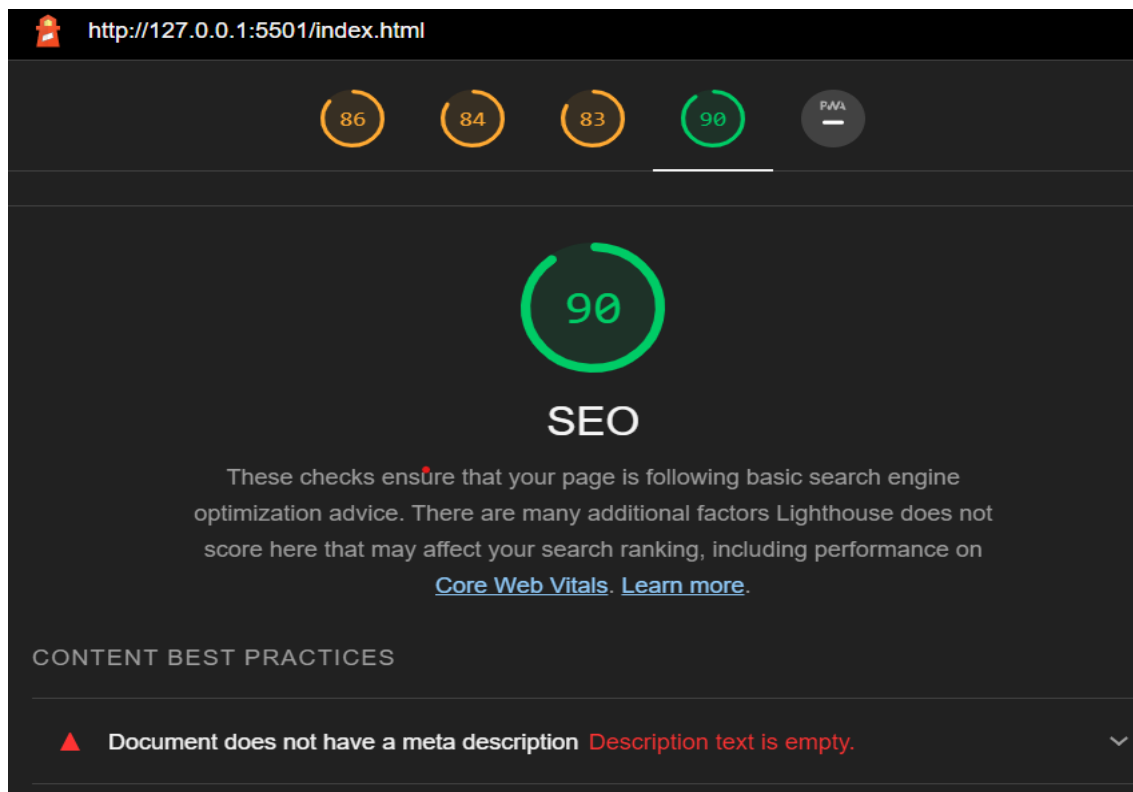 http://127.0.0.1:5501/index.html
86 84 83 90 PWA
90
SEO
These checks ensure that your page is following basic search engine
optimization advice. There are many additional factors Lighthouse does not
score here that may affect your search ranking, including performance on
Core Web Vitals. Learn more.
CONTENT BEST PRACTICES
Document does not have a meta description Description text is empty.